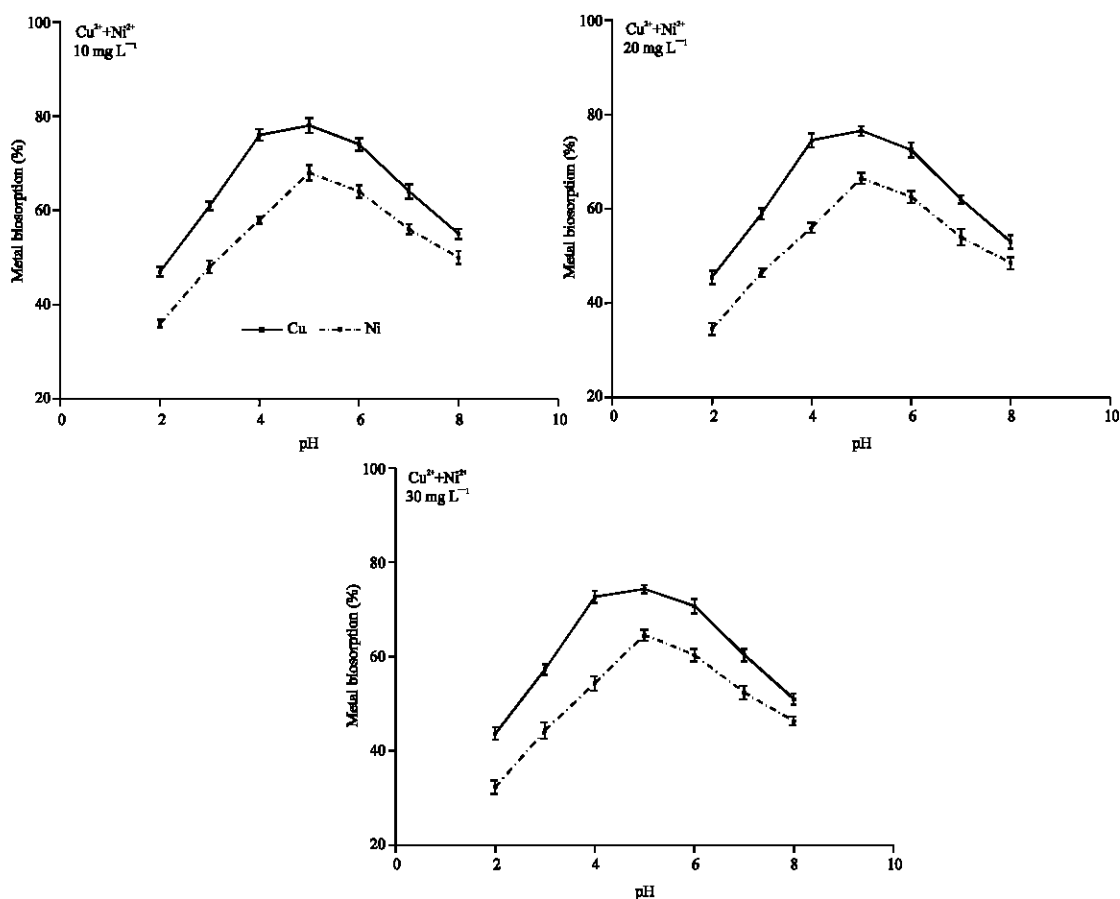 Cu²⁺+Ni²⁺
10 mg L⁻¹
Metal biosorption (%)
100
80
60
40
20
Cu Ni
0 2 4 6 8 10
pH
Cu²⁺+Ni²⁺
20 mg L⁻¹
Metal biosorption (%)
100
80
60
40
20
0 2 4 6 8 10
pH
Cu²⁺+Ni²⁺
30 mg L⁻¹
Metal biosorption (%)
100
80
60
40
20
0 2 4 6 8 10
pH